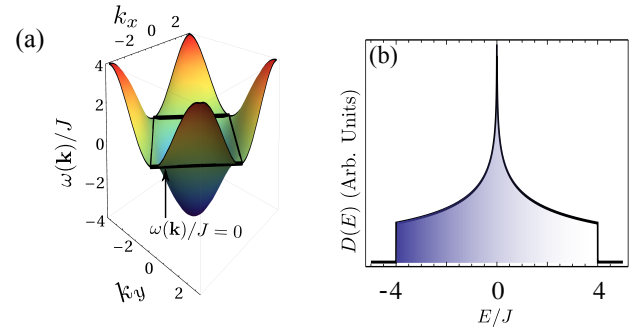 (a)
k_x
−2
0
2
4
2
0
−2
−4
ω(k)/J
ω(k)/J = 0
−2
0
2
k_y
(b)
D(E) (Arb. Units)
-4
0
4
E/J